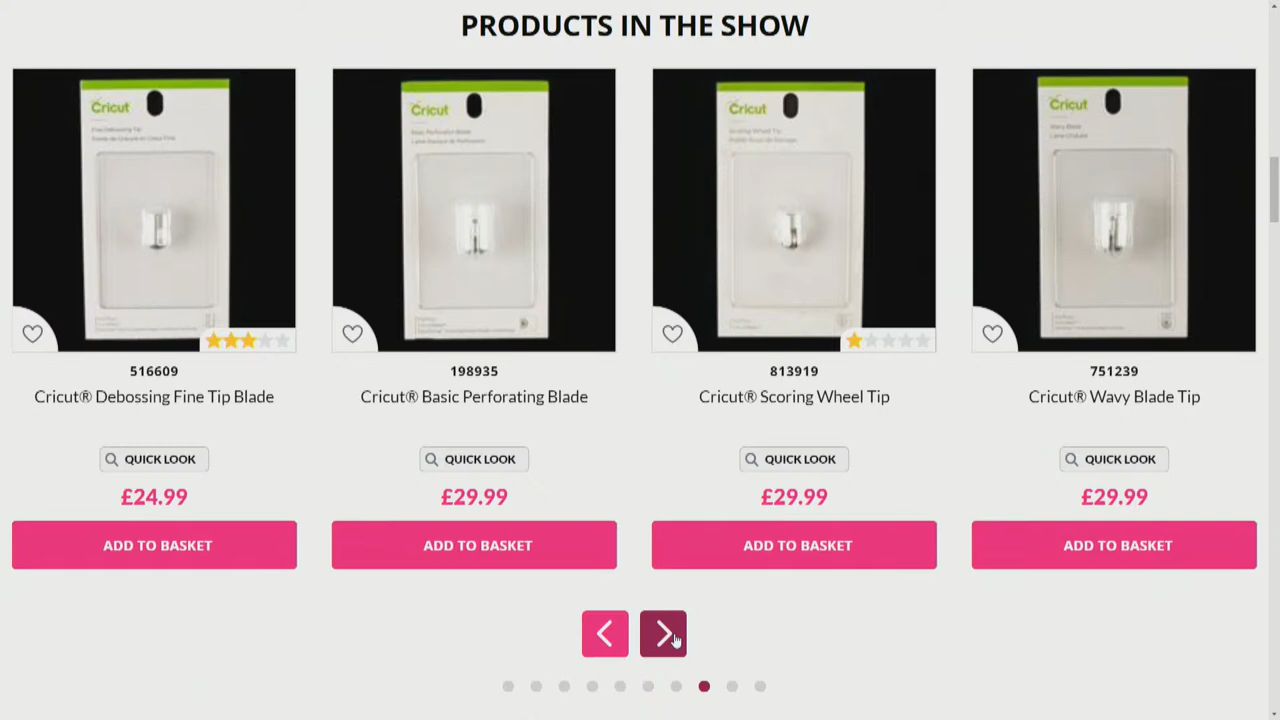 PRODUCTS IN THE SHOW
Cricut
Cricut
Cricut
Cricut
516609
198935
813919
751239
Cricut® Debossing Fine Tip Blade
Cricut® Basic Perforating Blade
Cricut® Scoring Wheel Tip
Cricut® Wavy Blade Tip
QUICK LOOK
QUICK LOOK
QUICK LOOK
QUICK LOOK
£24.99
£29.99
£29.99
£29.99
ADD TO BASKET
ADD TO BASKET
ADD TO BASKET
ADD TO BASKET